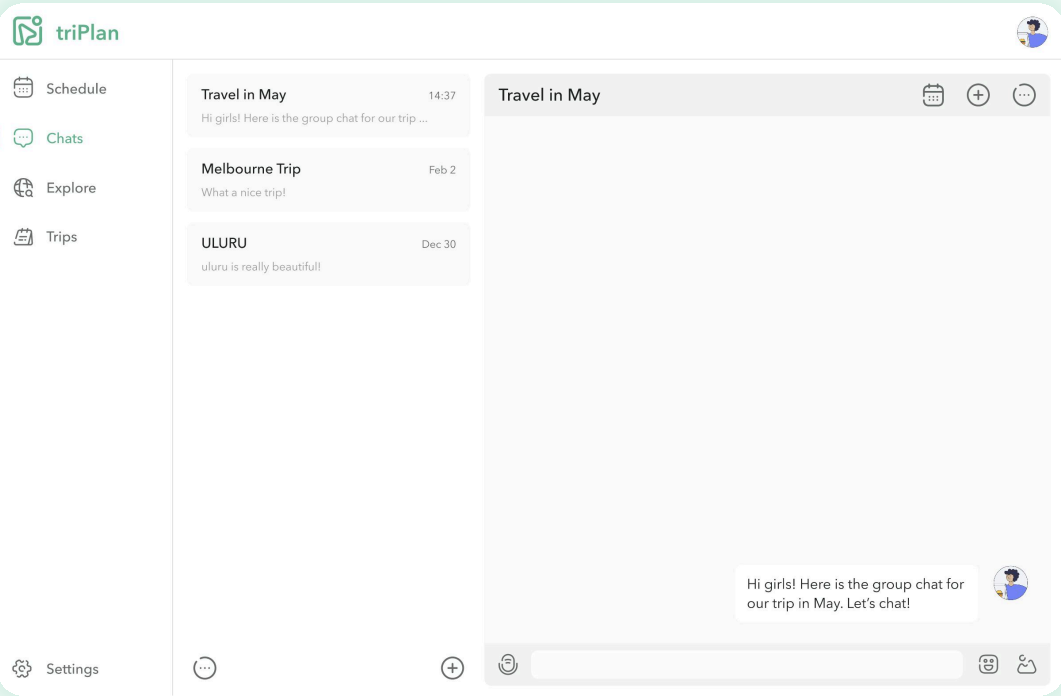 triPlan
Schedule
Chats
Explore
Trips
Settings
Travel in May 14:37
Hi girls! Here is the group chat for our trip ...
Melbourne Trip Feb 2
What a nice trip!
ULURU Dec 30
uluru is really beautiful!
Travel in May
Hi girls! Here is the group chat for
our trip in May. Let’s chat!